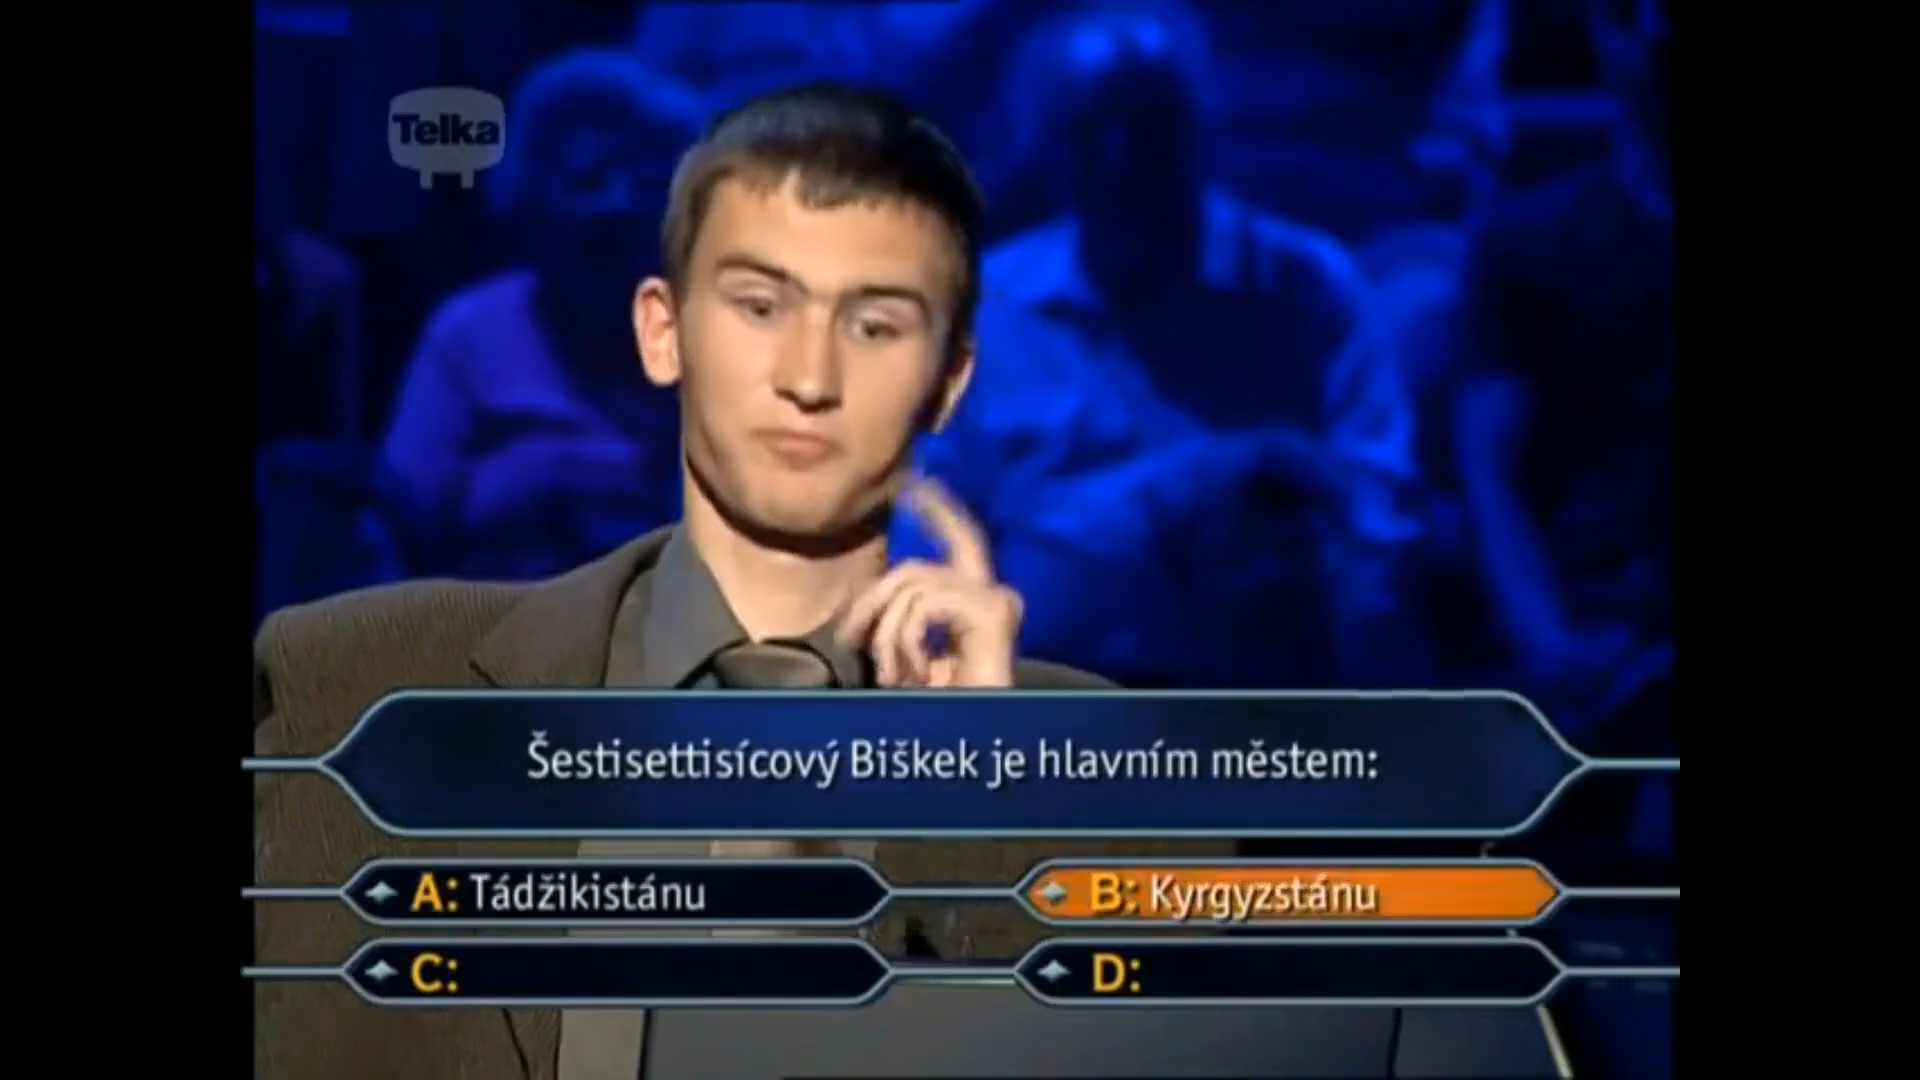 Telka
Šestisettisícový Biškek je hlavním městem:
A: Tádžikistánu
B: Kyrgyzstánu
C:
D: